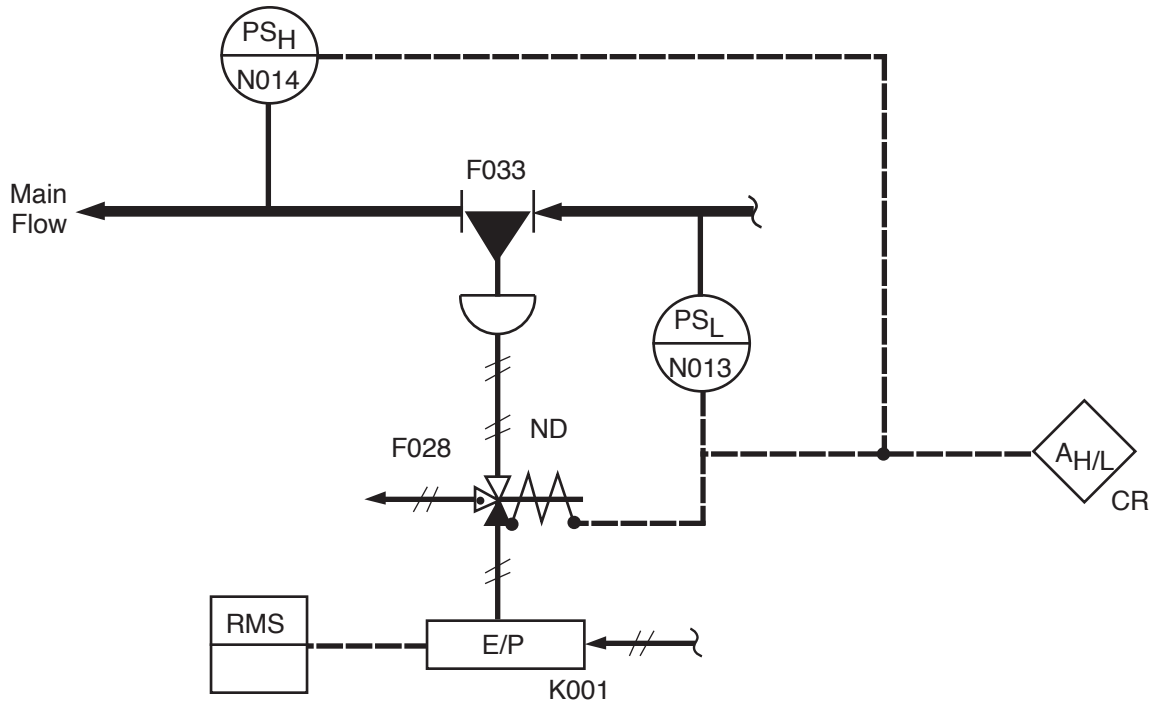 PSH
N014
F033
Main
Flow
PSL
N013
F028
ND
AH/L
CR
RMS
E/P
K001